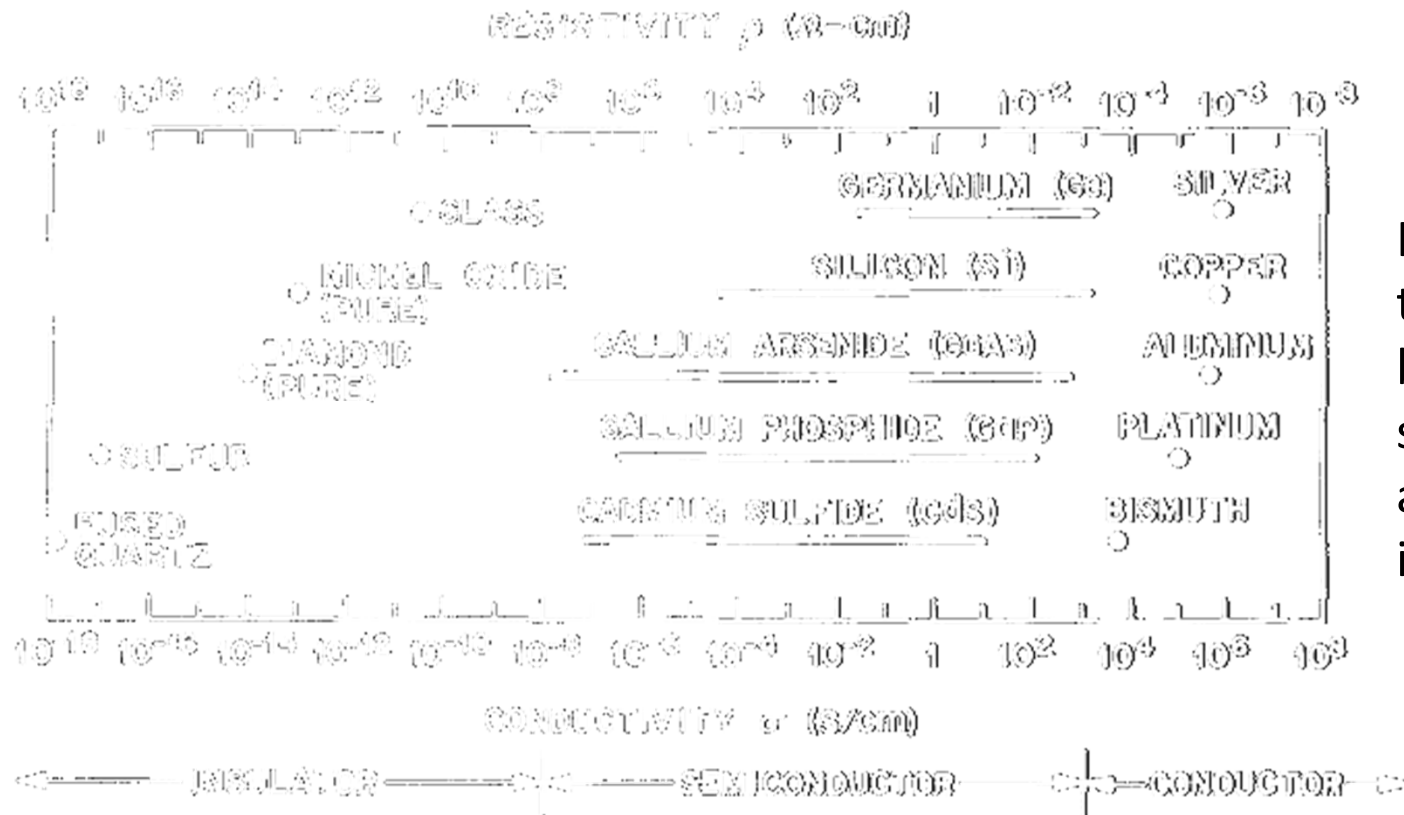 RESISTIVITY ρ (Ω-cm)
10¹⁸ 10¹⁶ 10¹⁴ 10¹² 10¹⁰ 10⁸ 10⁶ 10⁴ 10² 1 10⁻² 10⁻⁴ 10⁻⁶ 10⁻⁸
GERMANIUM (Ge) SILVER
GLASS
SILICON (Si) COPPER
NICKEL OXIDE
(PURE)
GALLIUM ARSENIDE (GaAs) ALUMINUM
DIAMOND
(PURE)
GALLIUM PHOSPHIDE (GaP) PLATINUM
SULFUR
CADMIUM SULFIDE (CdS) BISMUTH
FUSED
QUARTZ
10⁻¹⁸ 10⁻¹⁶ 10⁻¹⁴ 10⁻¹² 10⁻¹⁰ 10⁻⁸ 10⁻⁶ 10⁻⁴ 10⁻² 1 10² 10⁴ 10⁶ 10⁸
CONDUCTIVITY σ (S/cm)
INSULATOR SEMICONDUCTOR CONDUCTOR